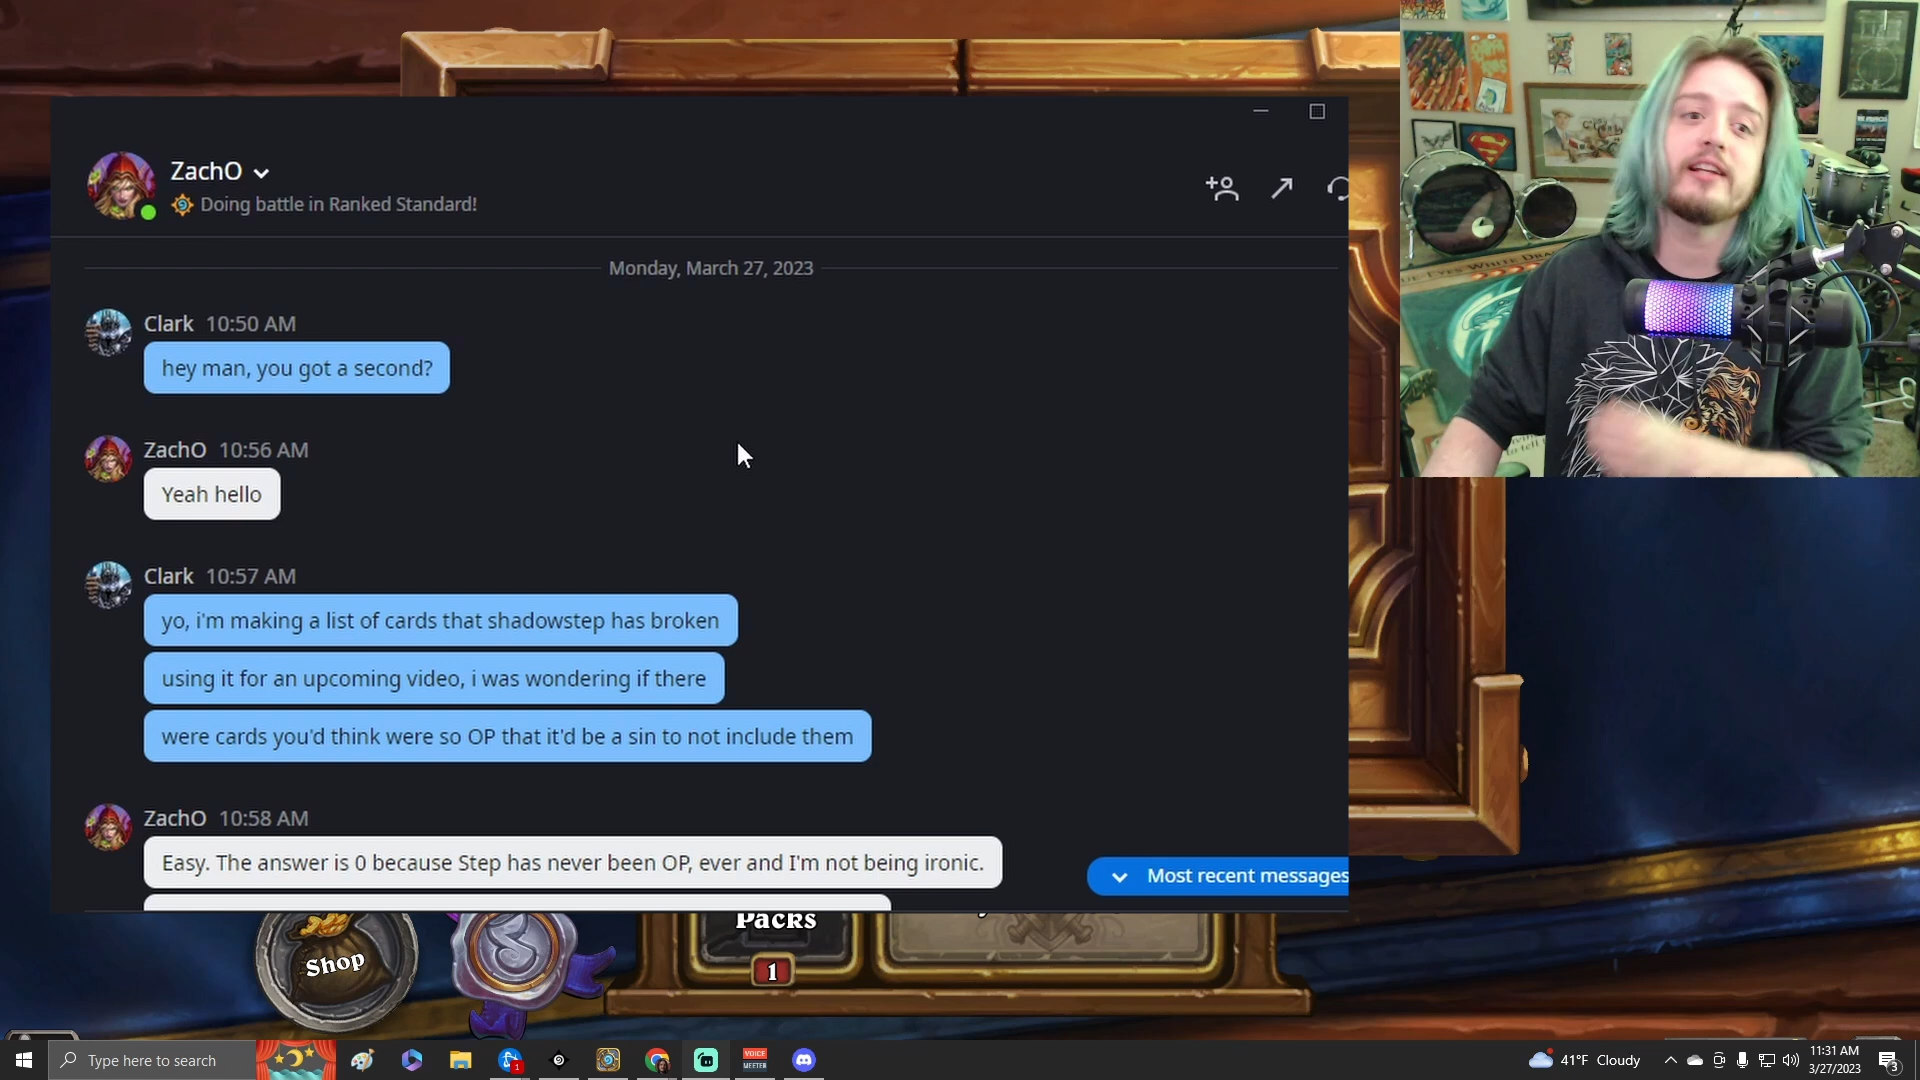 ZachO
Doing battle in Ranked Standard!
Monday, March 27, 2023
Clark 10:50 AM
hey man, you got a second?
ZachO 10:56 AM
Yeah hello
Clark 10:57 AM
yo, i'm making a list of cards that shadowstep has broken
using it for an upcoming video, i was wondering if there
were cards you'd think were so OP that it'd be a sin to not include them
ZachO 10:58 AM
Easy. The answer is 0 because Step has never been OP, ever and I'm not being ironic.
Most recent messages
Packs
1
Shop
Type here to search
1
VOICE
MEETER
41°F Cloudy
11:31 AM
3/27/2023
3